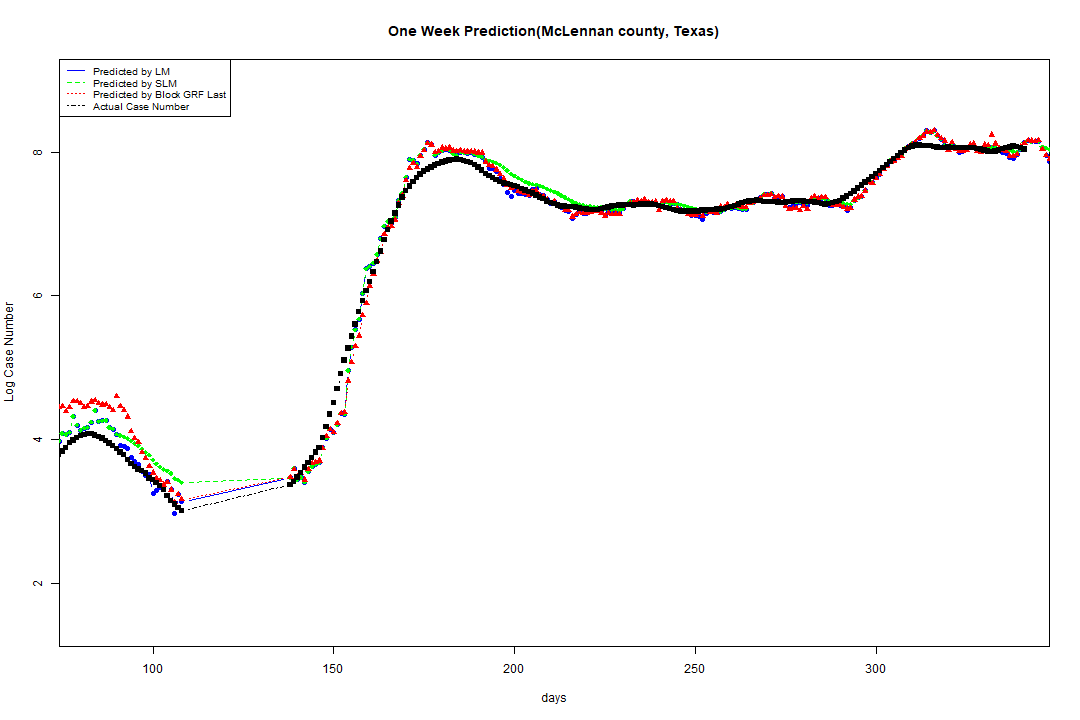 One Week Prediction(McLennan county, Texas)
Predicted by LM
Predicted by SLM
Predicted by Block GRF Last
Actual Case Number
8
6
4
2
Log Case Number
100
150
200
250
300
days